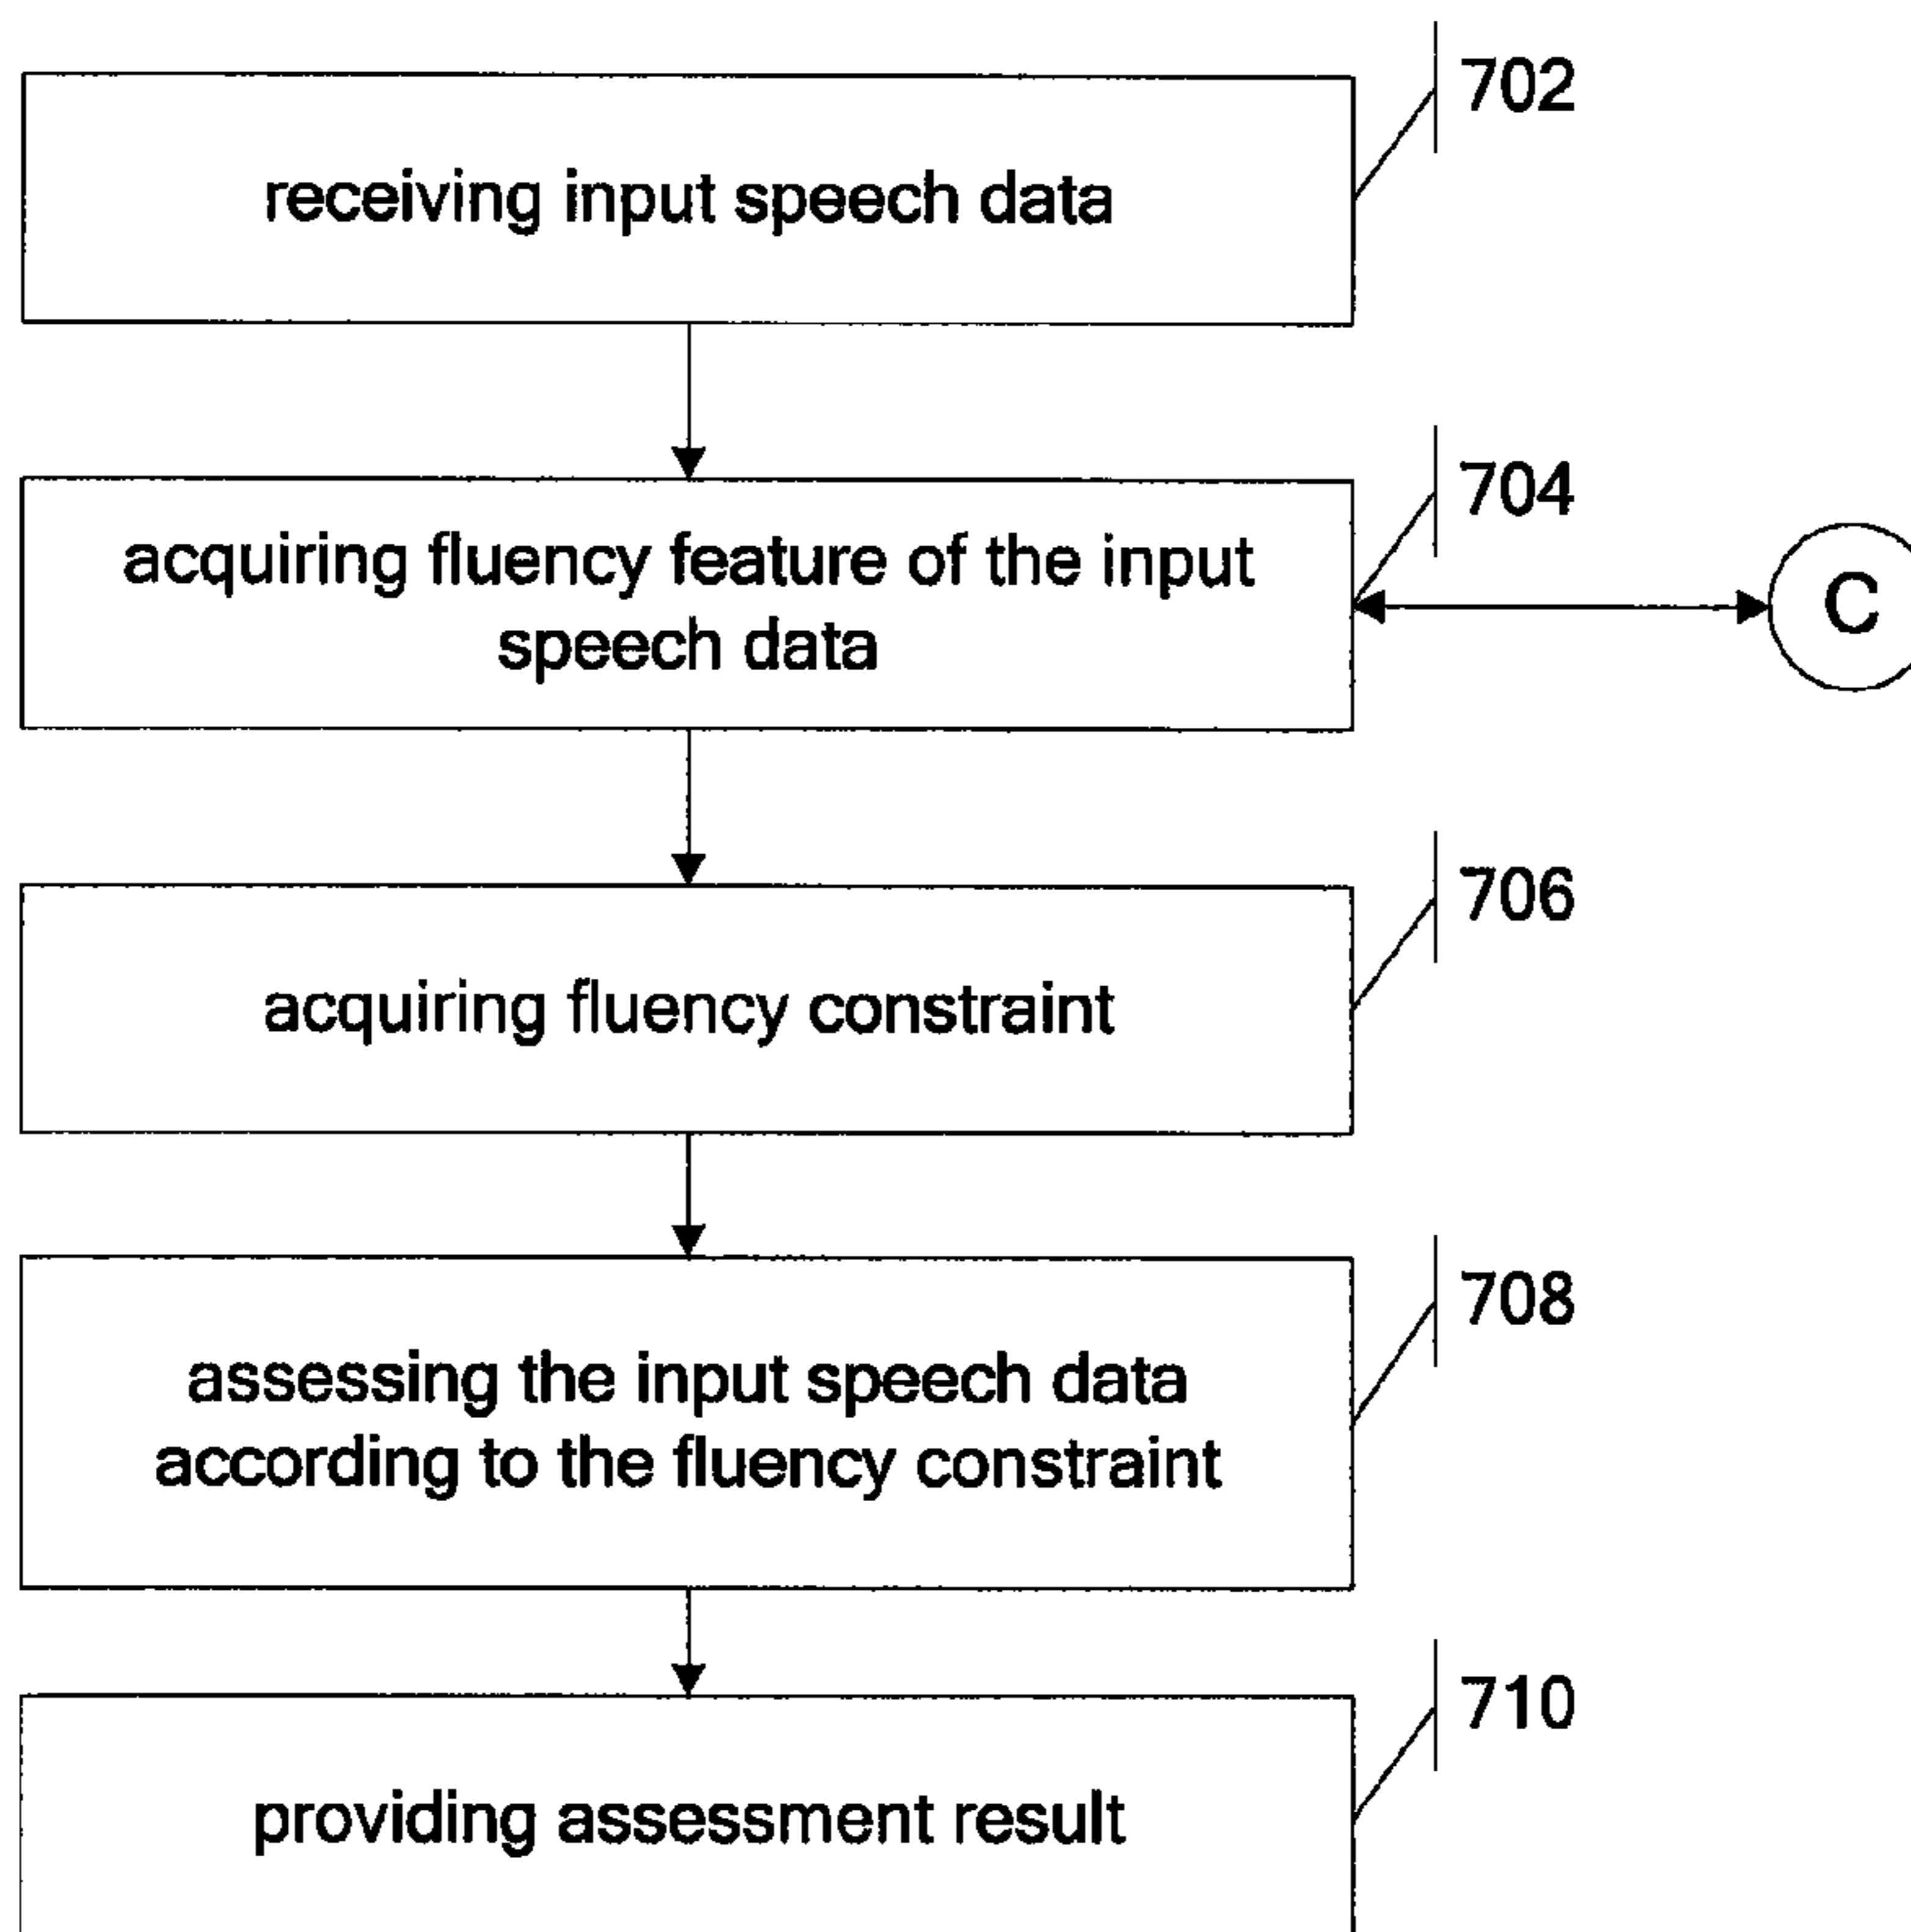 702
receiving input speech data
704
acquiring fluency feature of the input
speech data
C
706
acquiring fluency constraint
708
assessing the input speech data
according to the fluency constraint
710
providing assessment result